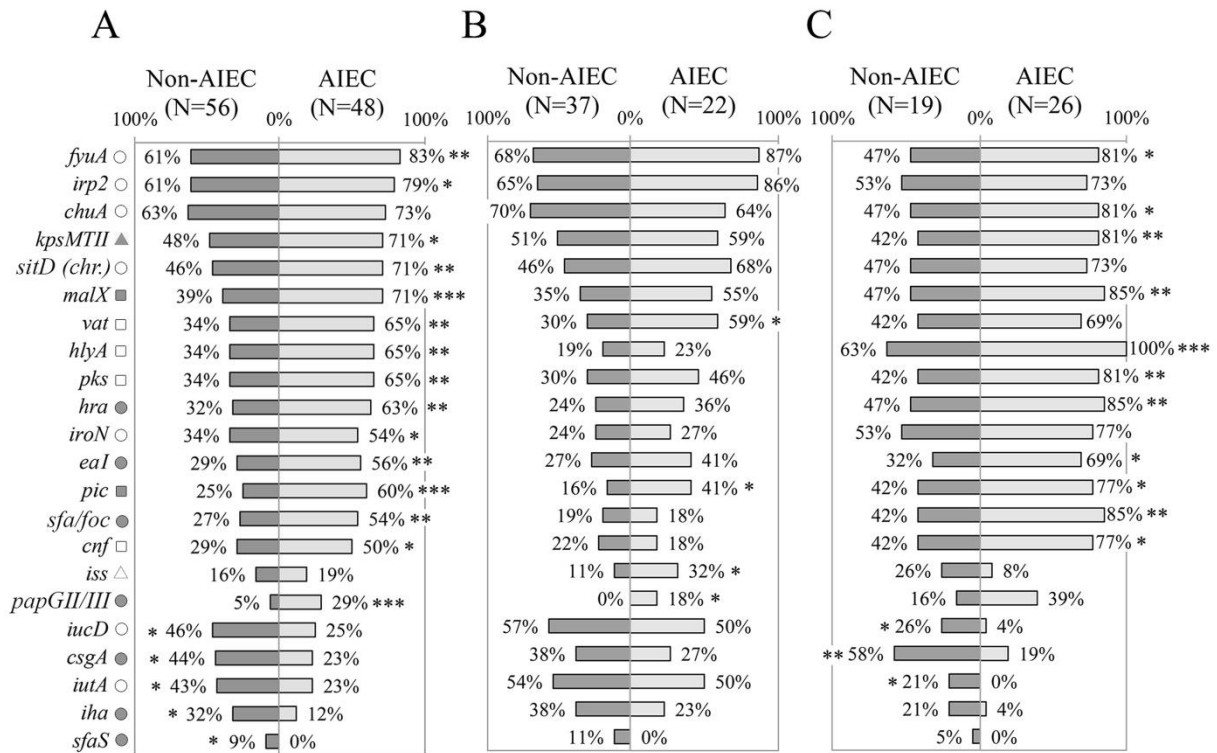 A B C
Non-AIEC AIEC Non-AIEC AIEC Non-AIEC AIEC
(N=56) (N=48) (N=37) (N=22) (N=19) (N=26)
100% 0% 100% 100% 0% 100% 100% 0% 100%
fyuA 61% 83% ** 68% 87% 47% 81% *
irp2 61% 79% * 65% 86% 53% 73%
chuA 63% 73% 70% 64% 47% 81% *
kpsMTII 48% 71% * 51% 59% 42% 81% **
sitD (chr.) 46% 71% ** 46% 68% 47% 73%
malX 39% 71% *** 35% 55% 47% 85% **
vat 34% 65% ** 30% 59% * 42% 69%
hlyA 34% 65% ** 19% 23% 63% 100% ***
pks 34% 65% ** 30% 46% 42% 81% **
hra 32% 63% ** 24% 36% 47% 85% **
iroN 34% 54% * 24% 27% 53% 77%
eaI 29% 56% ** 27% 41% 32% 69% *
pic 25% 60% *** 16% 41% * 42% 77% *
sfa/foc 27% 54% ** 19% 18% 42% 85% **
cnf 29% 50% * 22% 18% 42% 77% *
iss 16% 19% 11% 32% * 26% 8%
papGII/III 5% 29% *** 0% 18% * 16% 39%
iucD * 46% 25% 57% 50% * 26% 4%
csgA * 44% 23% 38% 27% ** 58% 19%
iutA * 43% 23% 54% 50% * 21% 0%
iha * 32% 12% 38% 23% 21% 4%
sfaS * 9% 0% 11% 0% 5% 0%